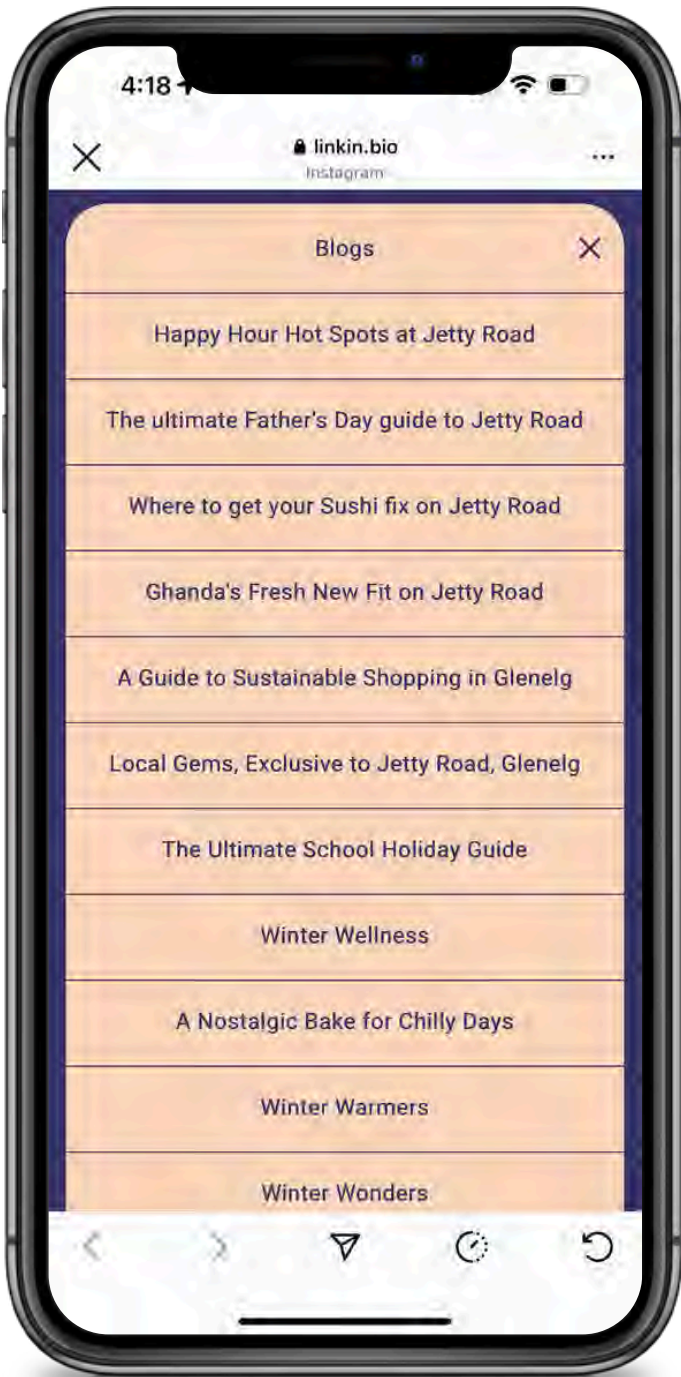 4:18
linkin.bio
Instagram
Blogs
Happy Hour Hot Spots at Jetty Road
The ultimate Father's Day guide to Jetty Road
Where to get your Sushi fix on Jetty Road
Ghanda's Fresh New Fit on Jetty Road
A Guide to Sustainable Shopping in Glenelg
Local Gems, Exclusive to Jetty Road, Glenelg
The Ultimate School Holiday Guide
Winter Wellness
A Nostalgic Bake for Chilly Days
Winter Warmers
Winter Wonders